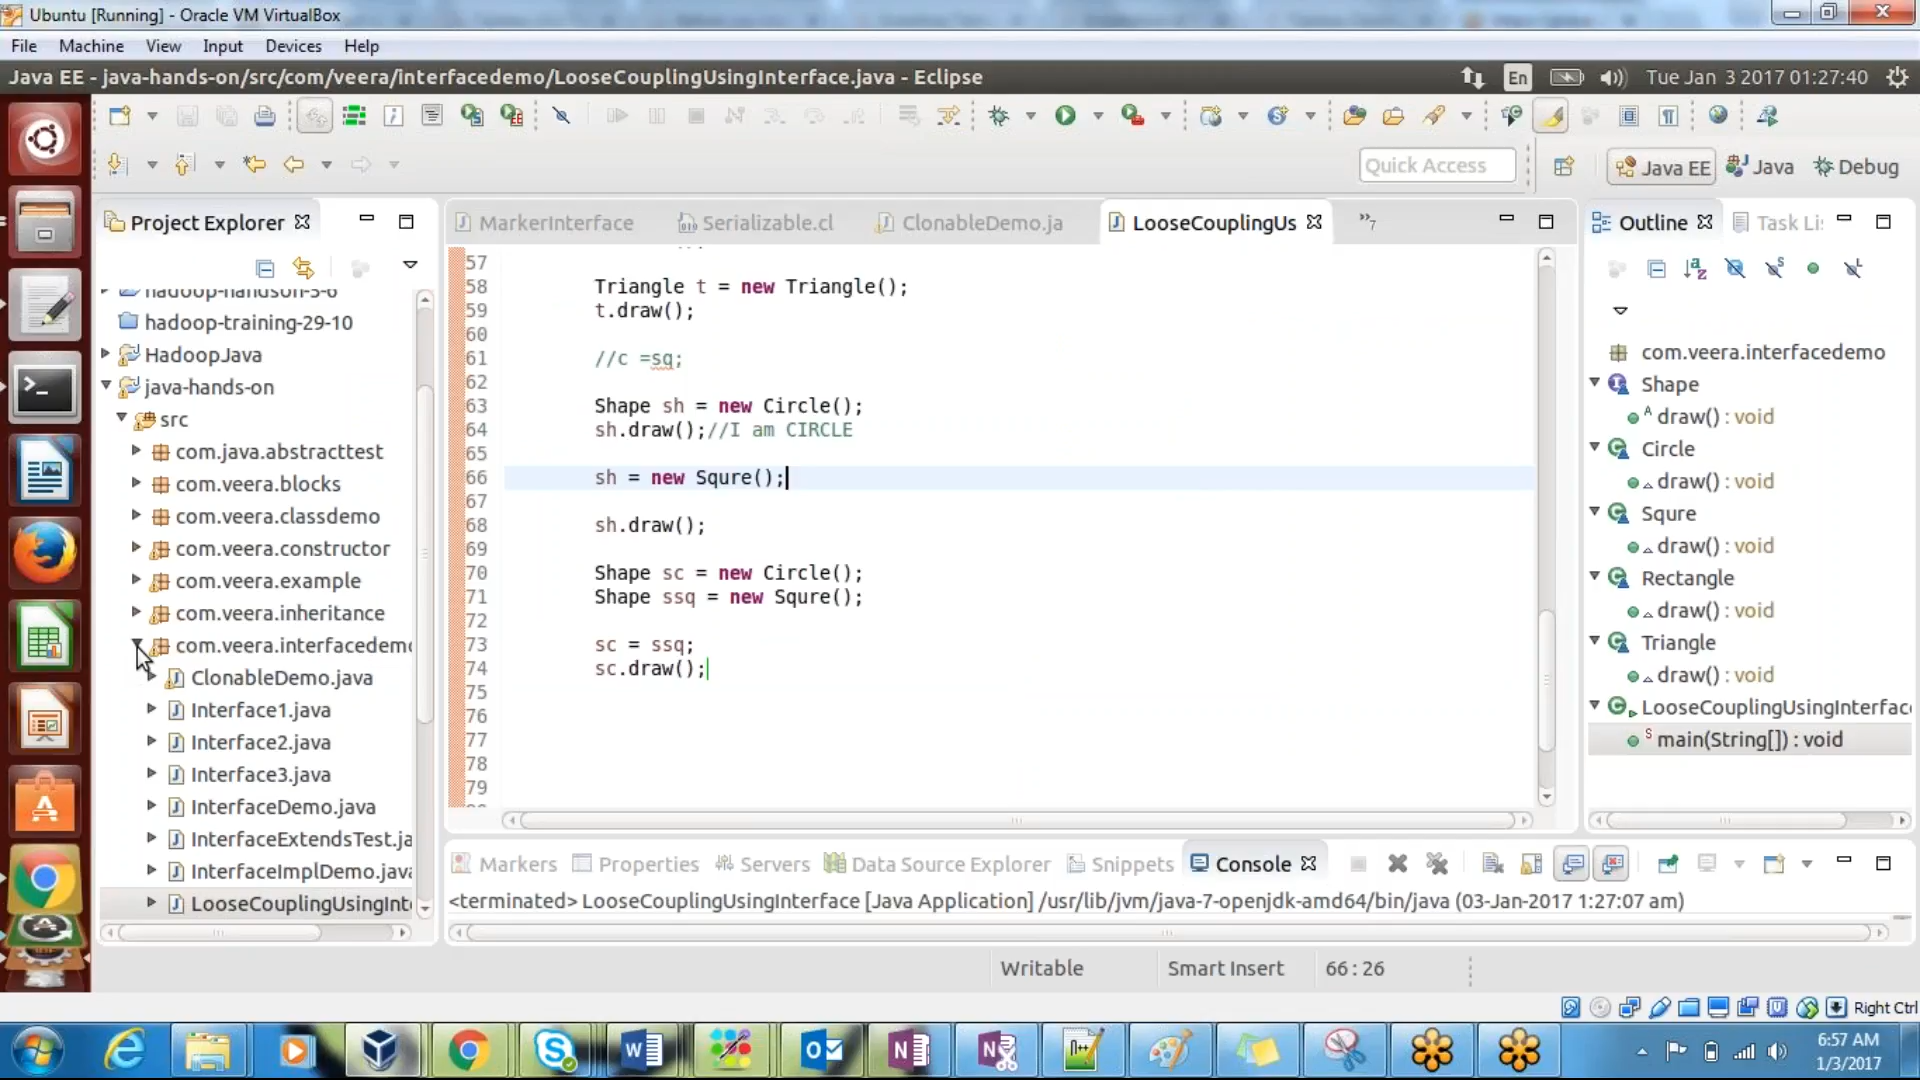 Ubuntu [Running] - Oracle VM VirtualBox
File Machine View Input Devices Help
Java EE - java-hands-on/src/com/veera/interfacedemo/LooseCouplingUsingInterface.java - Eclipse
En
Tue Jan 3 2017 01:27:40
Quick Access
Java EE
Java
Debug
Project Explorer
hadoop-handson-5-6
hadoop-training-29-10
HadoopJava
java-hands-on
src
com.java.abstracttest
com.veera.blocks
com.veera.classdemo
com.veera.constructor
com.veera.example
com.veera.inheritance
com.veera.interfacedemo
ClonableDemo.java
Interface1.java
Interface2.java
Interface3.java
InterfaceDemo.java
InterfaceExtendsTest.ja
InterfaceImplDemo.java
LooseCouplingUsingInt
MarkerInterface
Serializable.cl
ClonableDemo.ja
LooseCouplingUs
»7
57
58 Triangle t = new Triangle();
59 t.draw();
60
61 //c =sq;
62
63 Shape sh = new Circle();
64 sh.draw();//I am CIRCLE
65
66 sh = new Squre();
67
68 sh.draw();
69
70 Shape sc = new Circle();
71 Shape ssq = new Squre();
72
73 sc = ssq;
74 sc.draw();
75
76
77
78
79
Outline
Task Li
com.veera.interfacedemo
Shape
draw() : void
Circle
draw() : void
Squre
draw() : void
Rectangle
draw() : void
Triangle
draw() : void
LooseCouplingUsingInterfac
main(String[]) : void
Markers
Properties
Servers
Data Source Explorer
Snippets
Console
<terminated> LooseCouplingUsingInterface [Java Application] /usr/lib/jvm/java-7-openjdk-amd64/bin/java (03-Jan-2017 1:27:07 am)
Writable
Smart Insert
66 : 26
Right Ctrl
6:57 AM
1/3/2017